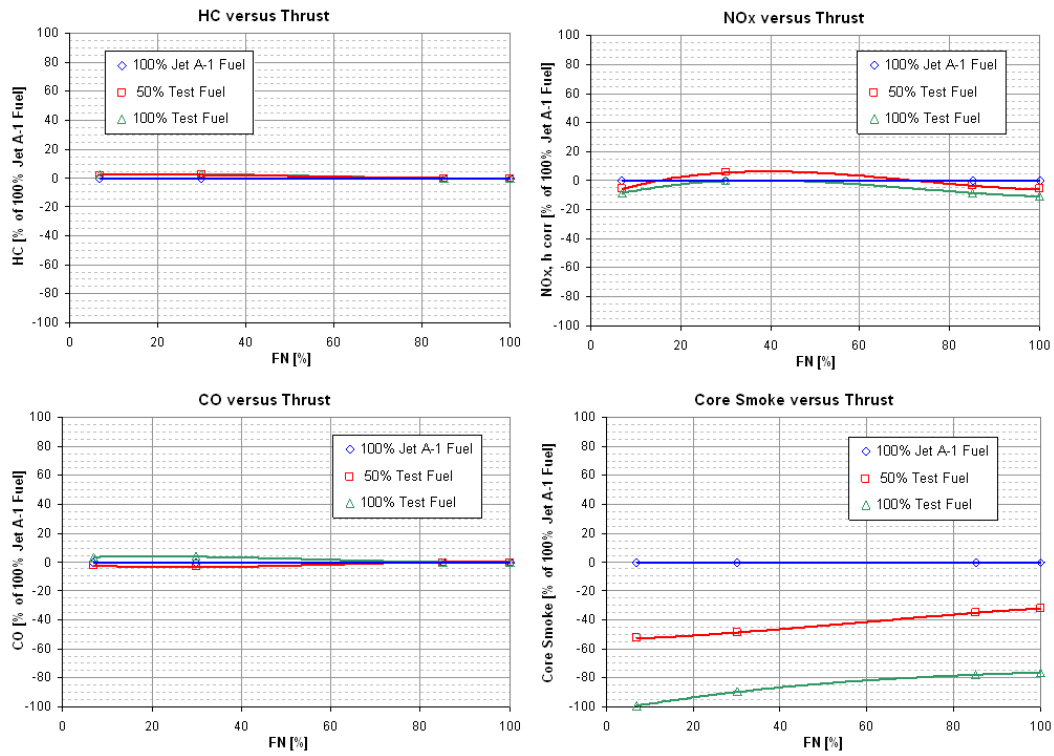 HC versus Thrust
HC [% of 100% Jet A-1 Fuel]
100
80
60
40
20
0
-20
-40
-60
-80
-100
100% Jet A-1 Fuel
50% Test Fuel
100% Test Fuel
0 20 40 60 80 100
FN [%]
NOx versus Thrust
NOx, h corr [% of 100% Jet A-1 Fuel]
100
80
60
40
20
0
-20
-40
-60
-80
-100
100% Jet A-1 Fuel
50% Test Fuel
100% Test Fuel
0 20 40 60 80 100
FN [%]
CO versus Thrust
CO [% of 100% Jet A-1 Fuel]
100
80
60
40
20
0
-20
-40
-60
-80
-100
100% Jet A-1 Fuel
50% Test Fuel
100% Test Fuel
0 20 40 60 80 100
FN [%]
Core Smoke versus Thrust
Core Smoke [% of 100% Jet A-1 Fuel]
100
80
60
40
20
0
-20
-40
-60
-80
-100
100% Jet A-1 Fuel
50% Test Fuel
100% Test Fuel
0 20 40 60 80 100
FN [%]